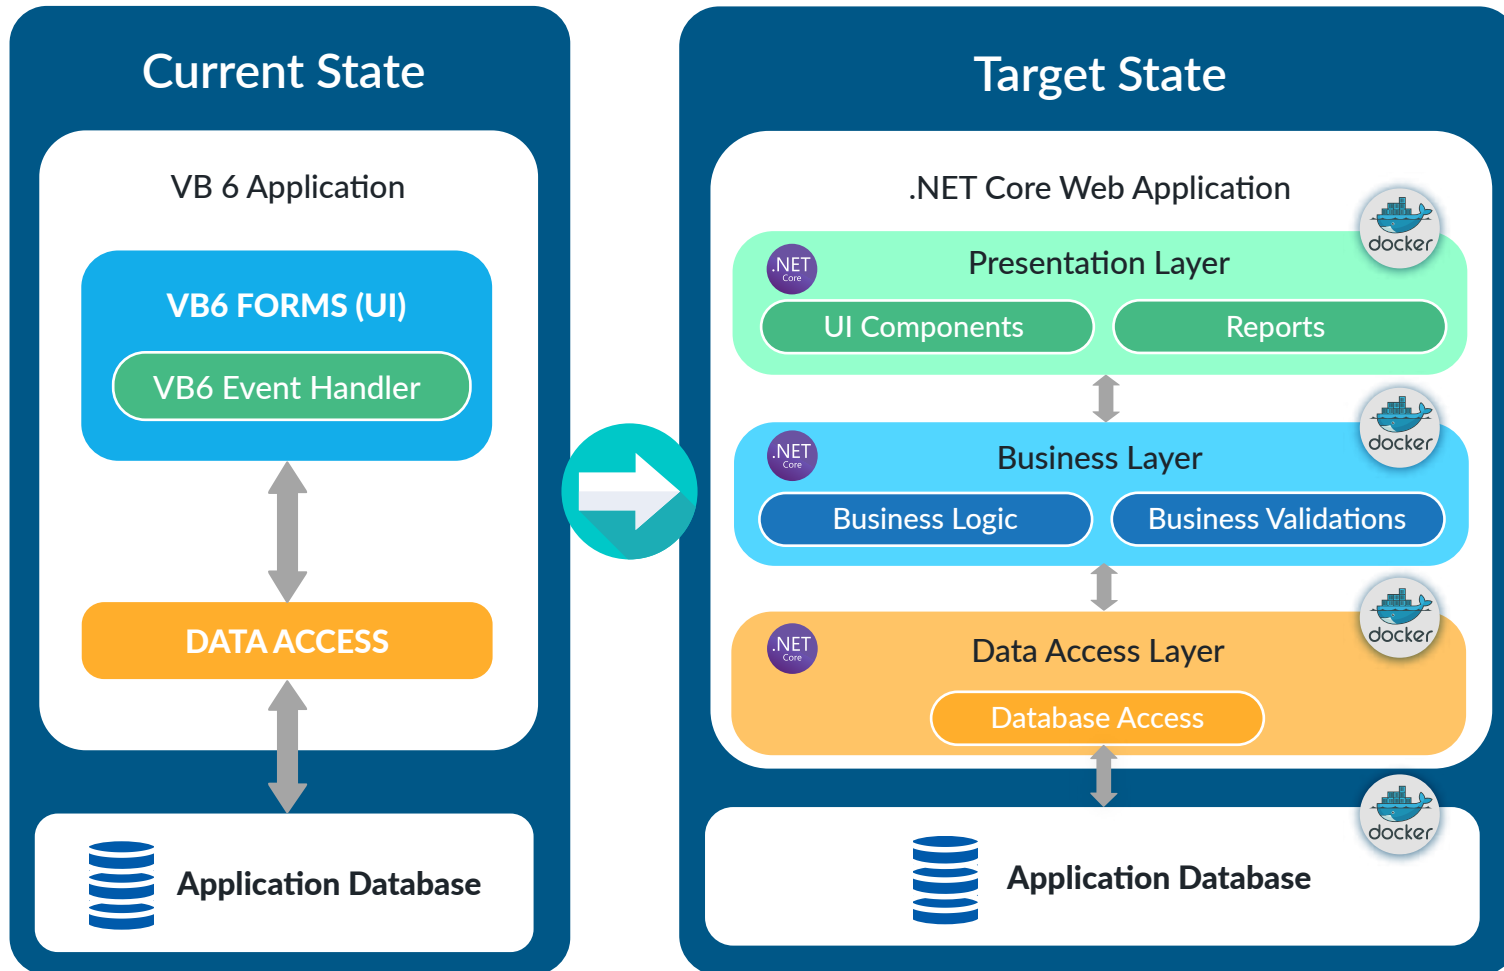 Current State
VB 6 Application
VB6 FORMS (UI)
VB6 Event Handler
DATA ACCESS
Application Database
Target State
.NET Core Web Application
docker
.NET
Core
Presentation Layer
UI Components
Reports
docker
.NET
Core
Business Layer
Business Logic
Business Validations
docker
.NET
Core
Data Access Layer
Database Access
docker
Application Database